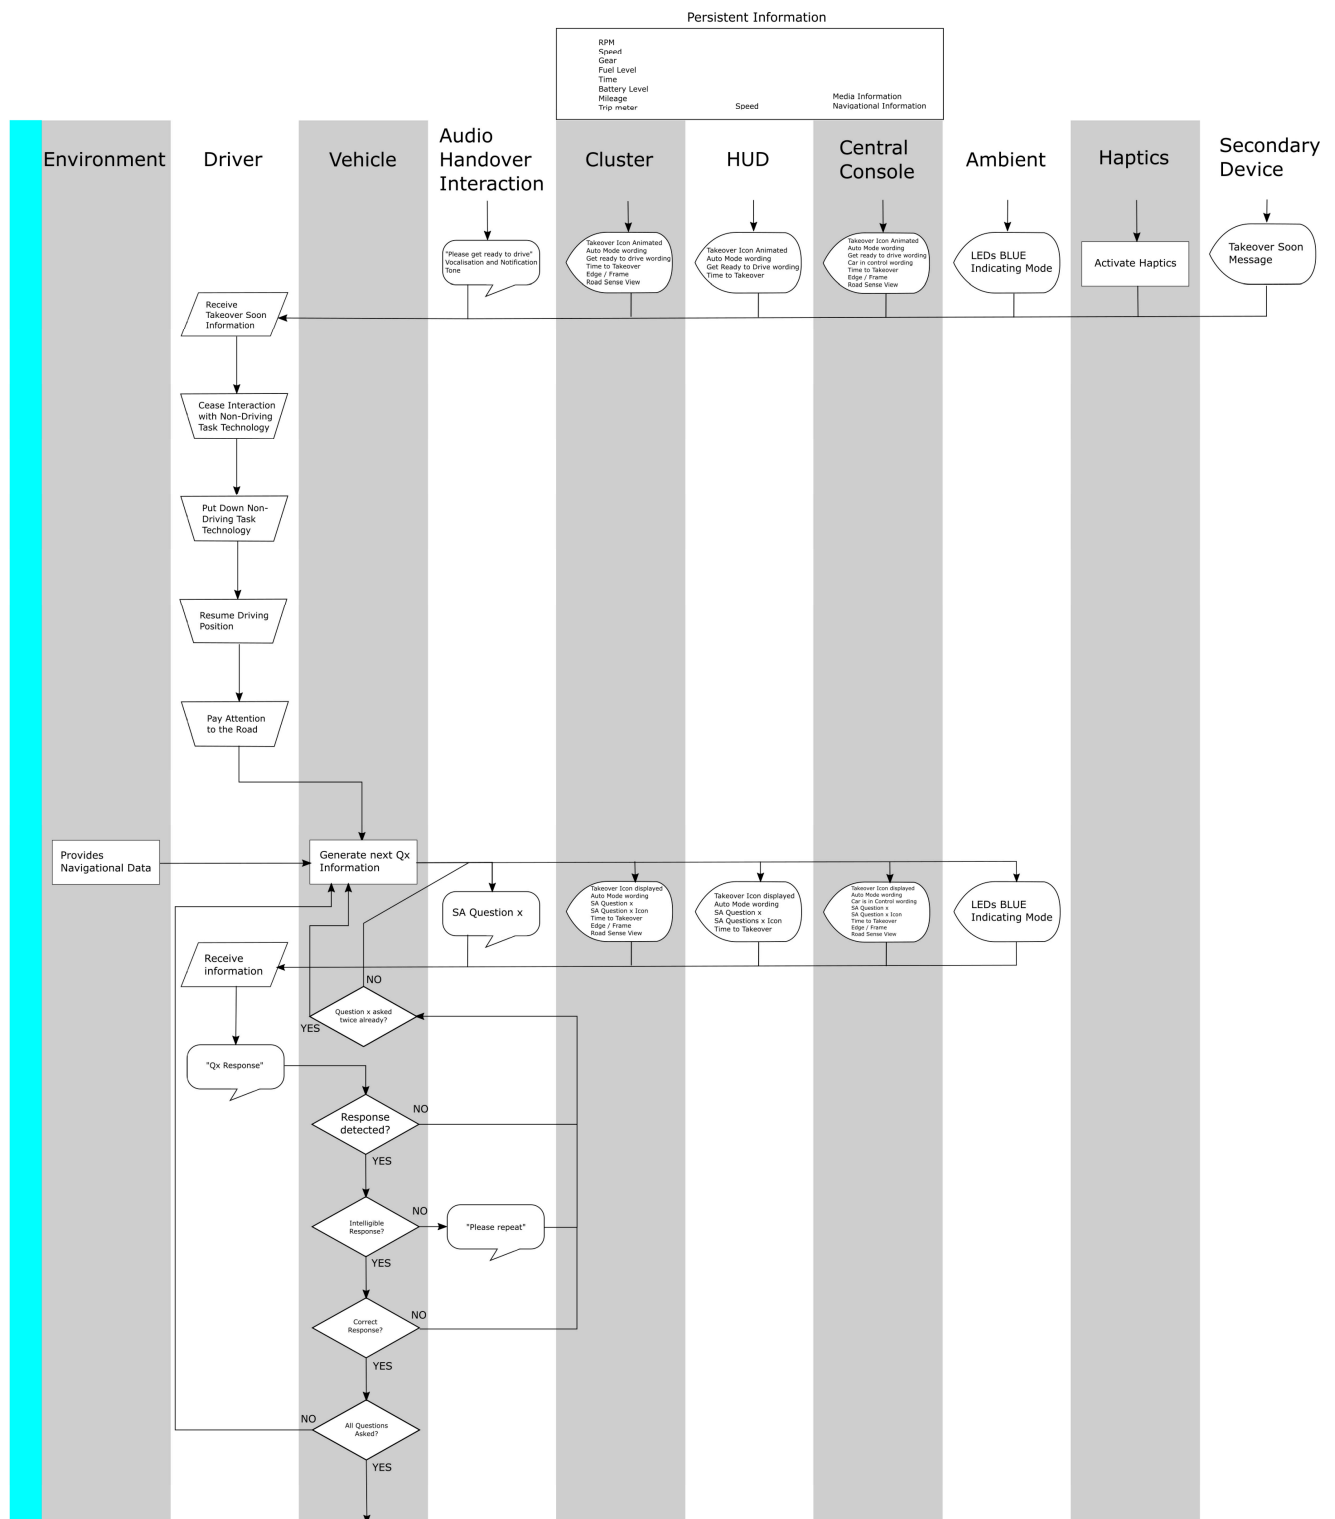 Persistent Information
RPM
Speed
Gear
Fuel Level
Time
Battery Level
Mileage
Trip meter
Speed
Media Information
Navigational Information
Environment
Driver
Vehicle
Audio
Handover
Interaction
Cluster
HUD
Central
Console
Ambient
Haptics
Secondary
Device
"Please get ready to drive"
Vocalisation and Notification
Tone
Takeover Icon Animated
Auto Mode wording
Get ready to drive wording
Time to Takeover
Edge / Frame
Road Sense View
Takeover Icon Animated
Auto Mode wording
Get Ready to Drive wording
Time to Takeover
Takeover Icon Animated
Auto Mode wording
Get ready to drive wording
Car in control wording
Time to Takeover
Edge / Frame
Road Sense View
LEDs BLUE
Indicating Mode
Activate Haptics
Takeover Soon
Message
Receive
Takeover Soon
Information
Cease Interaction
with Non-Driving
Task Technology
Put Down Non-
Driving Task
Technology
Resume Driving
Position
Pay Attention
to the Road
Provides
Navigational Data
Generate next Qx
Information
SA Question x
Takeover Icon displayed
Auto Mode wording
SA Question x
SA Question x Icon
Time to Takeover
Edge / Frame
Road Sense View
Takeover Icon displayed
Auto Mode wording
SA Question x
SA Questions x Icon
Time to Takeover
Takeover Icon displayed
Auto Mode wording
Car is in Control wording
SA Question x
SA Question x Icon
Time to Takeover
Edge / Frame
Road Sense View
LEDs BLUE
Indicating Mode
Receive
information
NO
Question x asked
twice already?
YES
"Qx Response"
Response
detected?
NO
YES
Intelligible
Response?
NO
"Please repeat"
YES
Correct
Response?
NO
YES
All Questions
Asked?
NO
YES